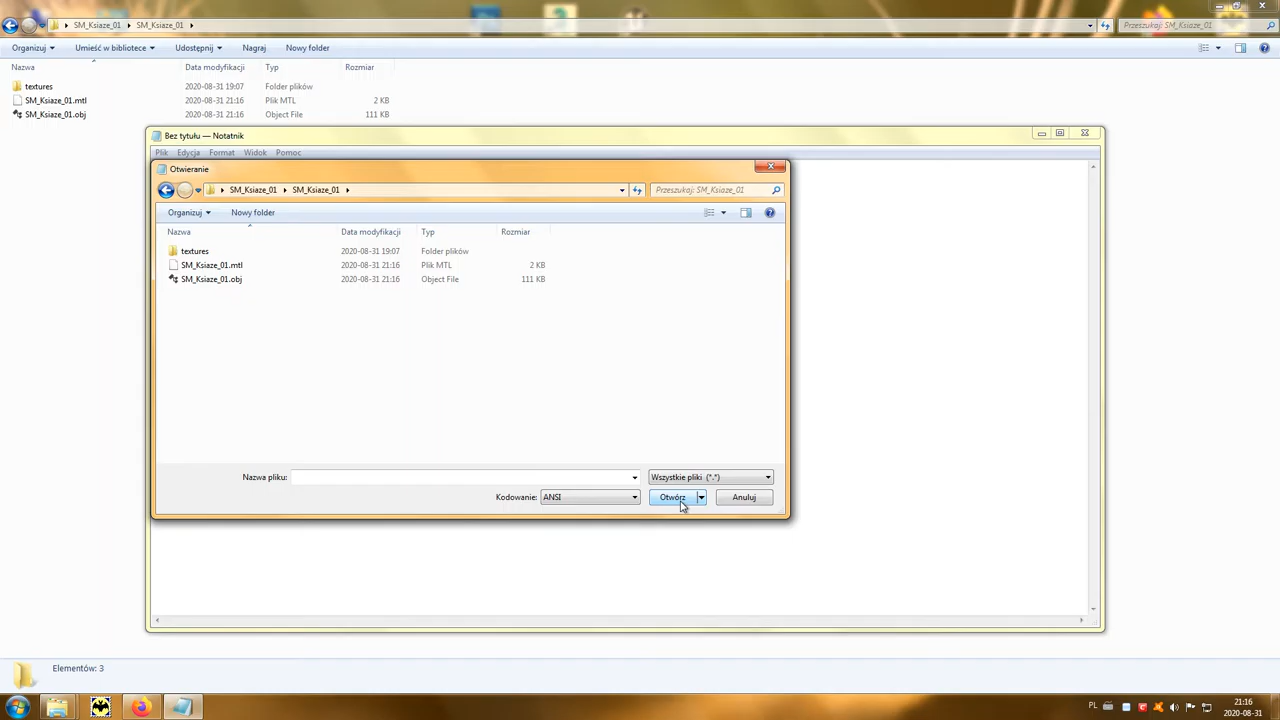 SM_Ksiaze_01 SM_Ksiaze_01
Przeszukaj: SM_Ksiaze_01
Organizuj Umieść w bibliotece Udostępnij Nagraj Nowy folder
Nazwa Data modyfikacji Typ Rozmiar
textures 2020-08-31 19:07 Folder plików
SM_Ksiaze_01.mtl 2020-08-31 21:16 Plik MTL 2 KB
SM_Ksiaze_01.obj 2020-08-31 21:16 Object File 111 KB
Bez tytułu — Notatnik
Plik Edycja Format Widok Pomoc
Otwieranie
SM_Ksiaze_01 SM_Ksiaze_01
Przeszukaj: SM_Ksiaze_01
Organizuj Nowy folder
Nazwa Data modyfikacji Typ Rozmiar
textures 2020-08-31 19:07 Folder plików
SM_Ksiaze_01.mtl 2020-08-31 21:16 Plik MTL 2 KB
SM_Ksiaze_01.obj 2020-08-31 21:16 Object File 111 KB
Nazwa pliku: Wszystkie pliki (*.*)
Kodowanie: ANSI Otwórz Anuluj
Elementów: 3
PL 21:16
2020-08-31